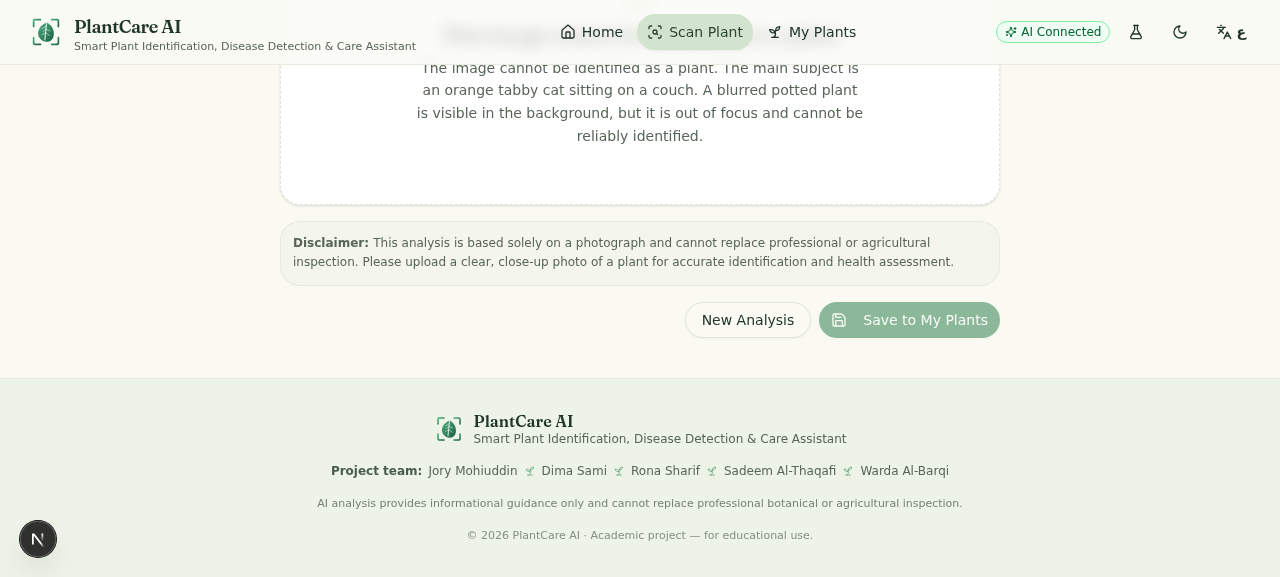 PlantCare AI
Smart Plant Identification, Disease Detection & Care Assistant
Home
Scan Plant
My Plants
AI Connected
ع
The image cannot be identified as a plant. The main subject is
an orange tabby cat sitting on a couch. A blurred potted plant
is visible in the background, but it is out of focus and cannot be
reliably identified.
Disclaimer: This analysis is based solely on a photograph and cannot replace professional or agricultural
inspection. Please upload a clear, close-up photo of a plant for accurate identification and health assessment.
New Analysis
Save to My Plants
PlantCare AI
Smart Plant Identification, Disease Detection & Care Assistant
Project team: Jory Mohiuddin Dima Sami Rona Sharif Sadeem Al-Thaqafi Warda Al-Barqi
AI analysis provides informational guidance only and cannot replace professional botanical or agricultural inspection.
© 2026 PlantCare AI · Academic project — for educational use.